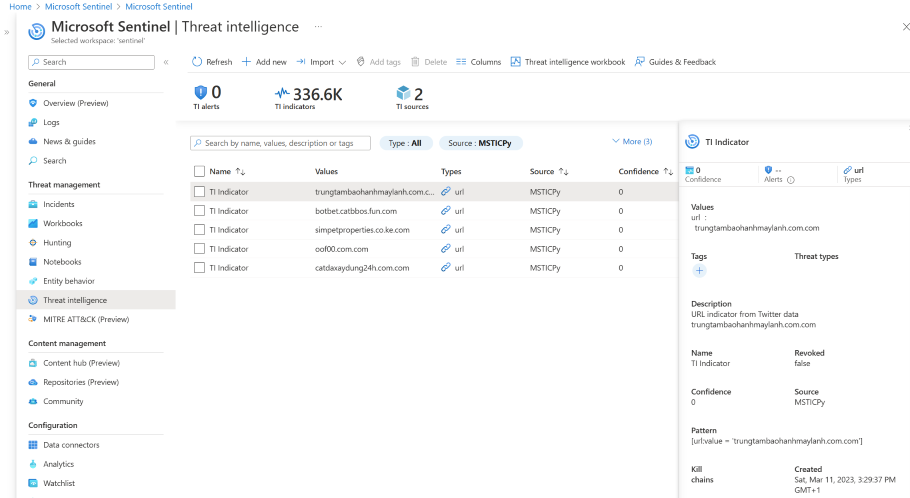 Home > Microsoft Sentinel > Microsoft Sentinel
Microsoft Sentinel | Threat intelligence ...
Selected workspace: 'sentinel'
Search
General
Overview (Preview)
Logs
News & guides
Search
Threat management
Incidents
Workbooks
Hunting
Notebooks
Entity behavior
Threat intelligence
MITRE ATT&CK (Preview)
Content management
Content hub (Preview)
Repositories (Preview)
Community
Configuration
Data connectors
Analytics
Watchlist
Refresh Add new Import Add tags Delete Columns Threat intelligence workbook Guides & Feedback
0 336.6K 2
TI alerts TI indicators TI sources
Search by name, values, description or tags Type : All Source : MSTICPy More (3)
Name Values Types Source Confidence
TI Indicator trungtambaohanhmaylanh.com.c... url MSTICPy 0
TI Indicator botbet.catbbos.fun.com url MSTICPy 0
TI Indicator simpetproperties.co.ke.com url MSTICPy 0
TI Indicator oof00.com.com url MSTICPy 0
TI Indicator catdaxaydung24h.com.com url MSTICPy 0
TI Indicator
0 -- url
Confidence Alerts Types
Values
url :
trungtambaohanhmaylanh.com.com
Tags Threat types
Description
URL indicator from Twitter data
trungtambaohanhmaylanh.com.com
Name Revoked
TI Indicator false
Confidence Source
0 MSTICPy
Pattern
[url:value = 'trungtambaohanhmaylanh.com.com']
Kill Created
chains Sat, Mar 11, 2023, 3:29:37 PM
GMT+1